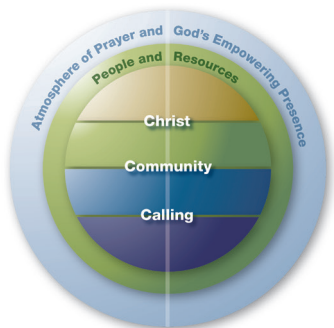 Atmosphere of Prayer and God's Empowering Presence
People and Resources
Christ
Community
Calling